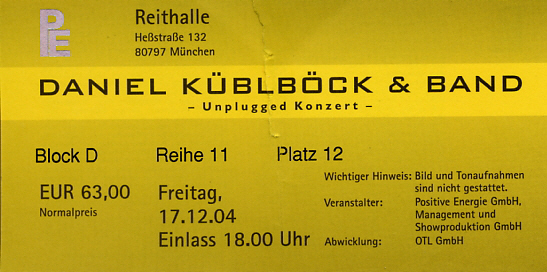 PE
Reithalle
Heßstraße 132
80797 München
DANIEL KÜBLBÖCK & BAND
– Unplugged Konzert –
Block D Reihe 11 Platz 12
EUR 63,00
Normalpreis
Freitag,
17.12.04
Einlass 18.00 Uhr
Wichtiger Hinweis: Bild und Tonaufnahmen
sind nicht gestattet.
Veranstalter: Positive Energie GmbH,
Management und
Showproduktion GmbH
Abwicklung: OTL GmbH